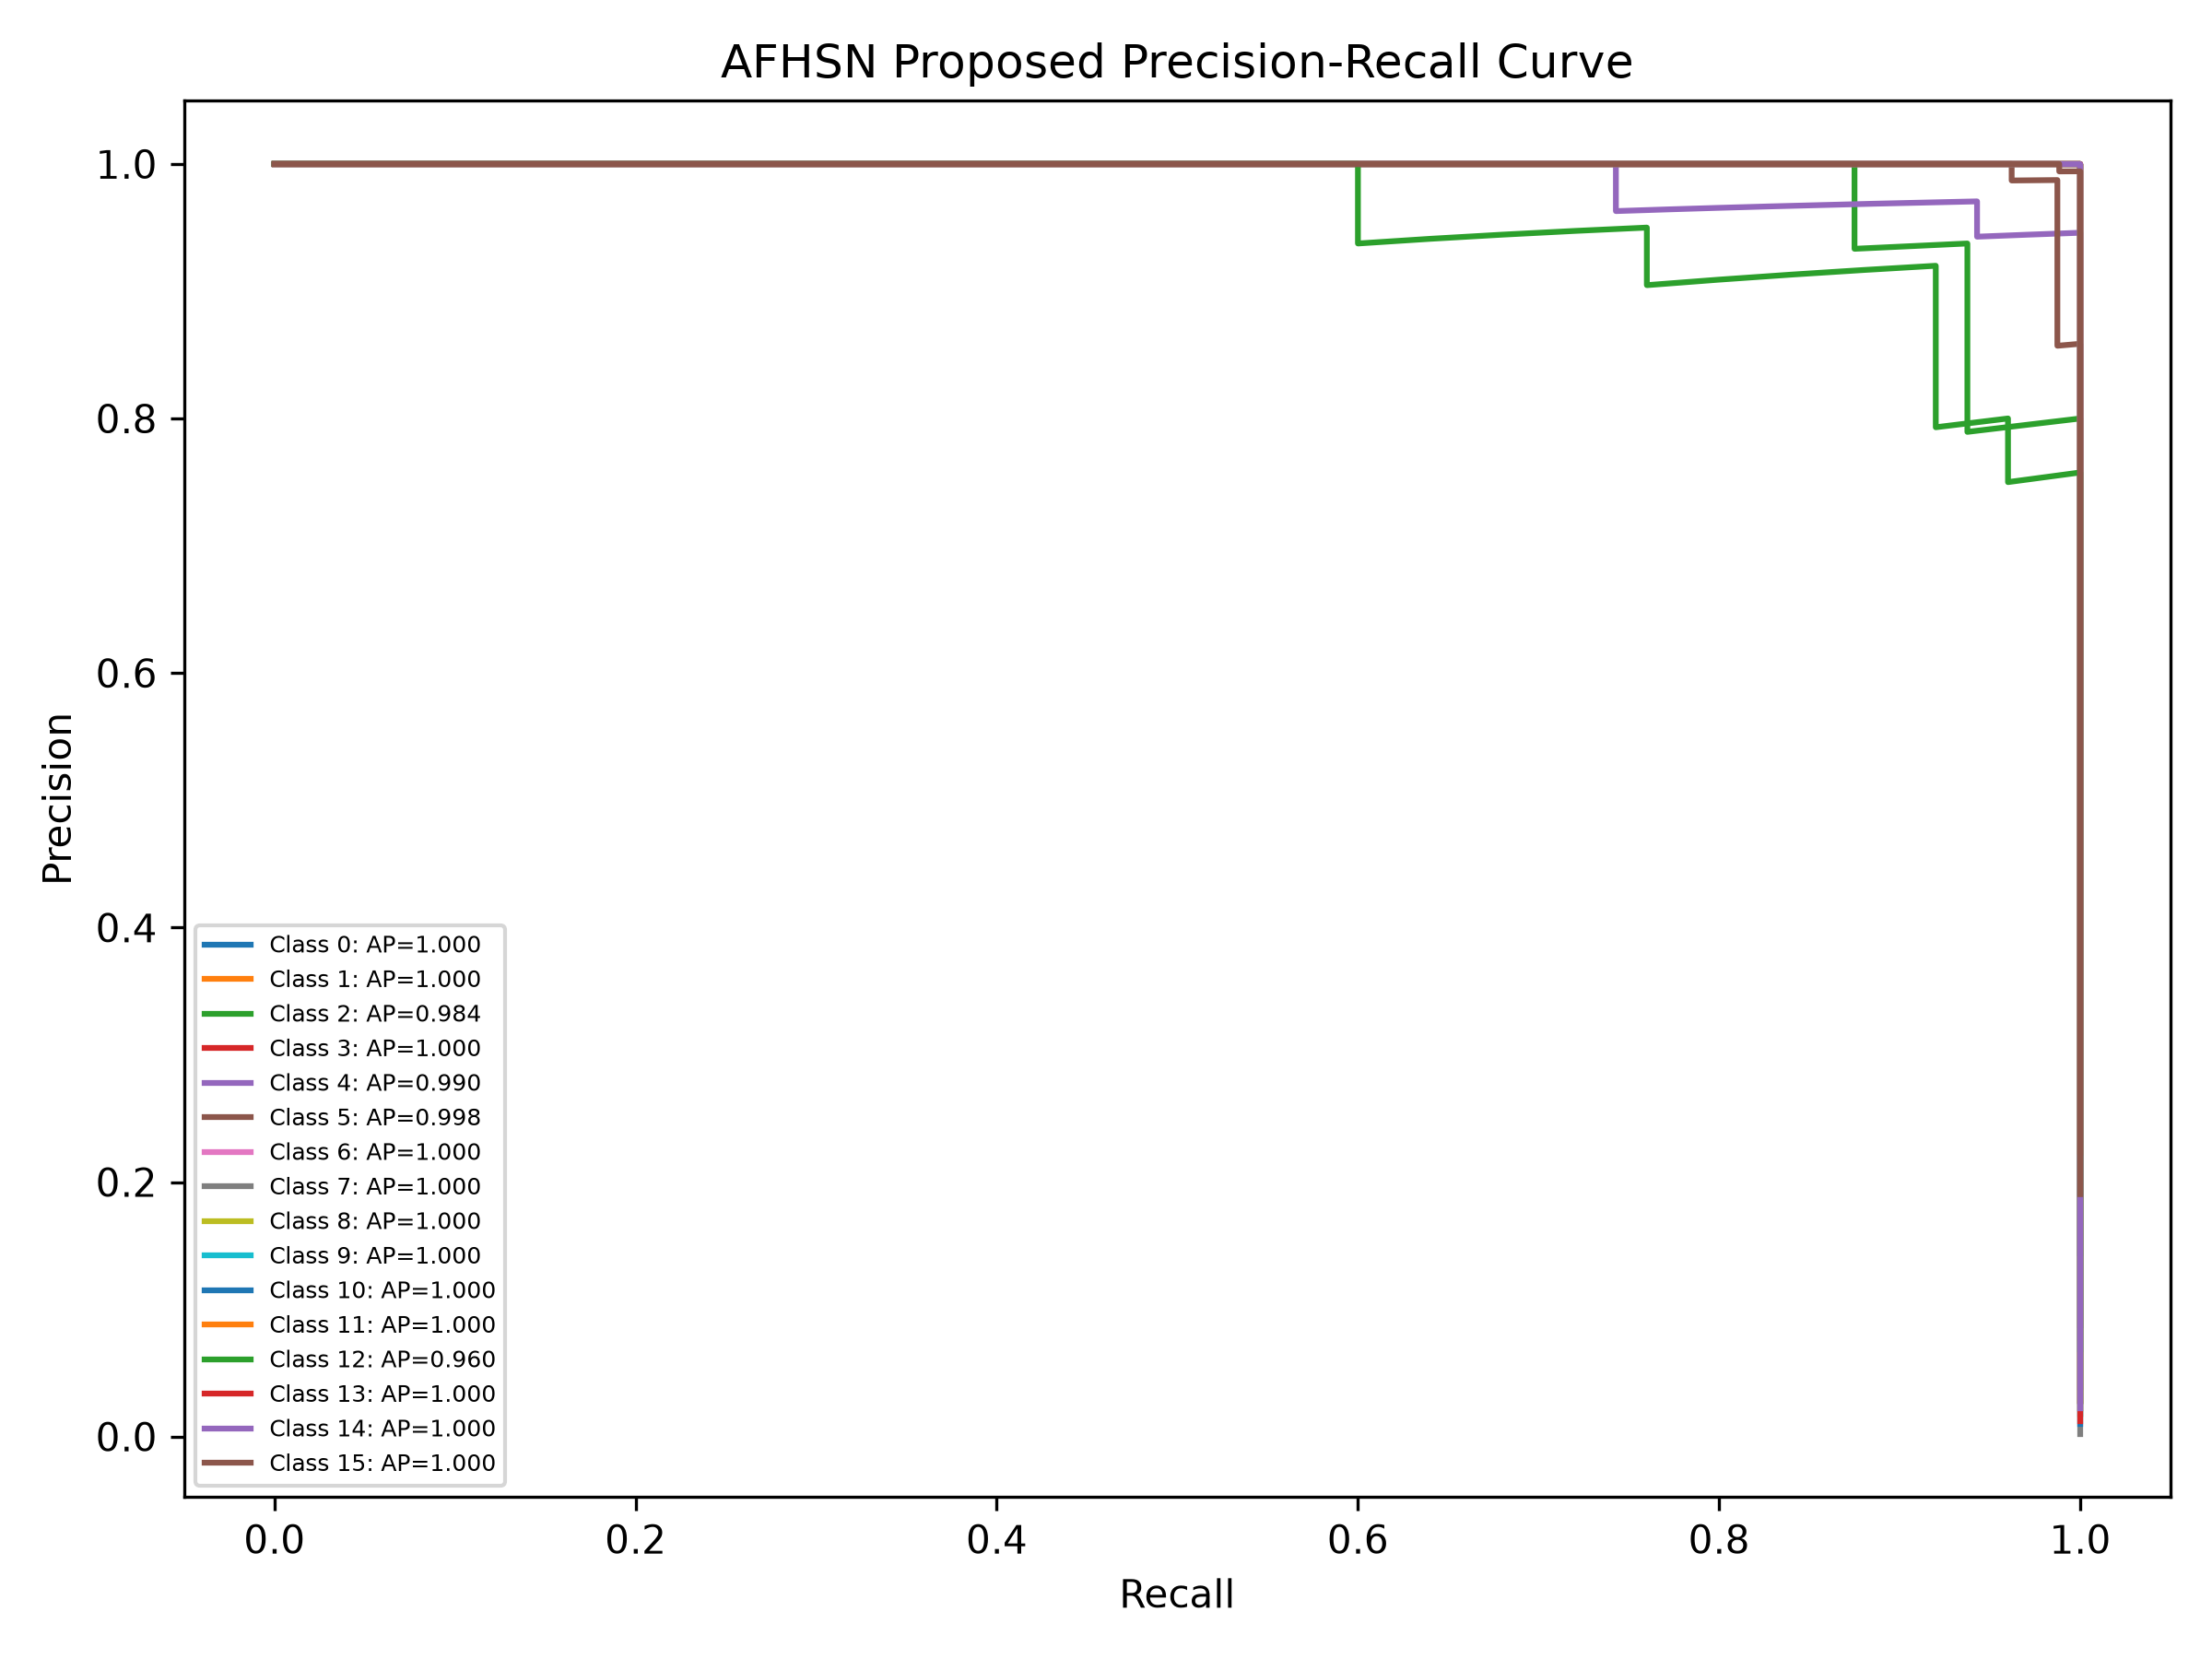 AFHSN Proposed Precision-Recall Curve
1.0
0.8
0.6
0.4
0.2
0.0
Precision
Class 0: AP=1.000
Class 1: AP=1.000
Class 2: AP=0.984
Class 3: AP=1.000
Class 4: AP=0.990
Class 5: AP=0.998
Class 6: AP=1.000
Class 7: AP=1.000
Class 8: AP=1.000
Class 9: AP=1.000
Class 10: AP=1.000
Class 11: AP=1.000
Class 12: AP=0.960
Class 13: AP=1.000
Class 14: AP=1.000
Class 15: AP=1.000
0.0 0.2 0.4 0.6 0.8 1.0
Recall